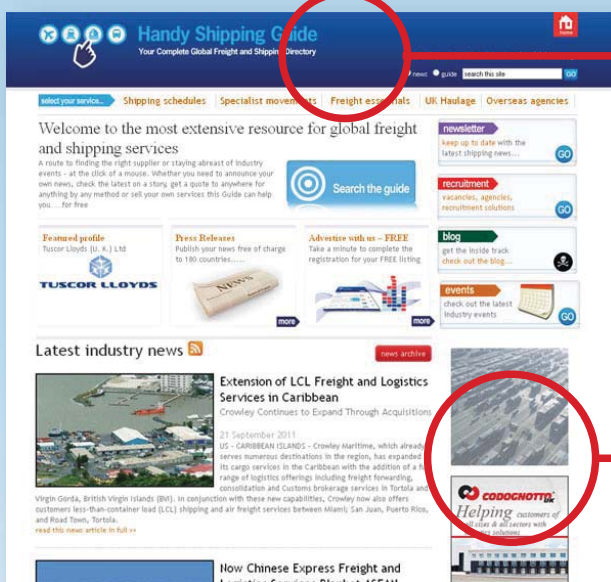 Handy Shipping Guide
Your Complete Global Freight and Shipping Directory
home
news guide search this site GO
select your service... Shipping schedules Specialist movements Freight essentials UK Haulage Overseas agencies
Welcome to the most extensive resource for global freight
and shipping services
A route to finding the right supplier or staying abreast of industry
events - at the click of a mouse. Whether you need to announce your
own news, check the latest on a story, get a quote to anywhere for
anything by any method or sell your own services this Guide can help
you.....for free
Search the guide
newsletter
keep up to date with the
latest shipping news...
GO
recruitment
vacancies, agencies,
recruitment solutions
GO
blog
get the inside track
check out the blog...
events
check out the latest
industry events
GO
Featured profile
Tuscor Lloyds (U. K.) Ltd
TUSCOR LLOYDS
Press Releases
Publish your news free of charge
to 180 countries.....
NEWS
more
Advertise with us – FREE
Take a minute to complete the
registration for your FREE listing
more
Latest industry news
news archive
Extension of LCL Freight and Logistics
Services in Caribbean
Crowley Continues to Expand Through Acquisitions
21 September 2011
US - CARIBBEAN ISLANDS - Crowley Maritime, which already
serves numerous destinations in the region, has expanded
its cargo services in the Caribbean with the addition of a
range of logistics offerings including freight forwarding,
consolidation and Customs brokerage services in Tortola and
Virgin Gorda, British Virgin Islands (BVI). In conjunction with these new capabilities, Crowley now also offers
customers less-than-container load (LCL) shipping and air freight services between Miami; San Juan, Puerto Rico,
and Road Town, Tortola.
read this news article in full >>
CODOGNOTTO
UK
Helping customers of
all sizes & all sectors with
solutions
Now Chinese Express Freight and